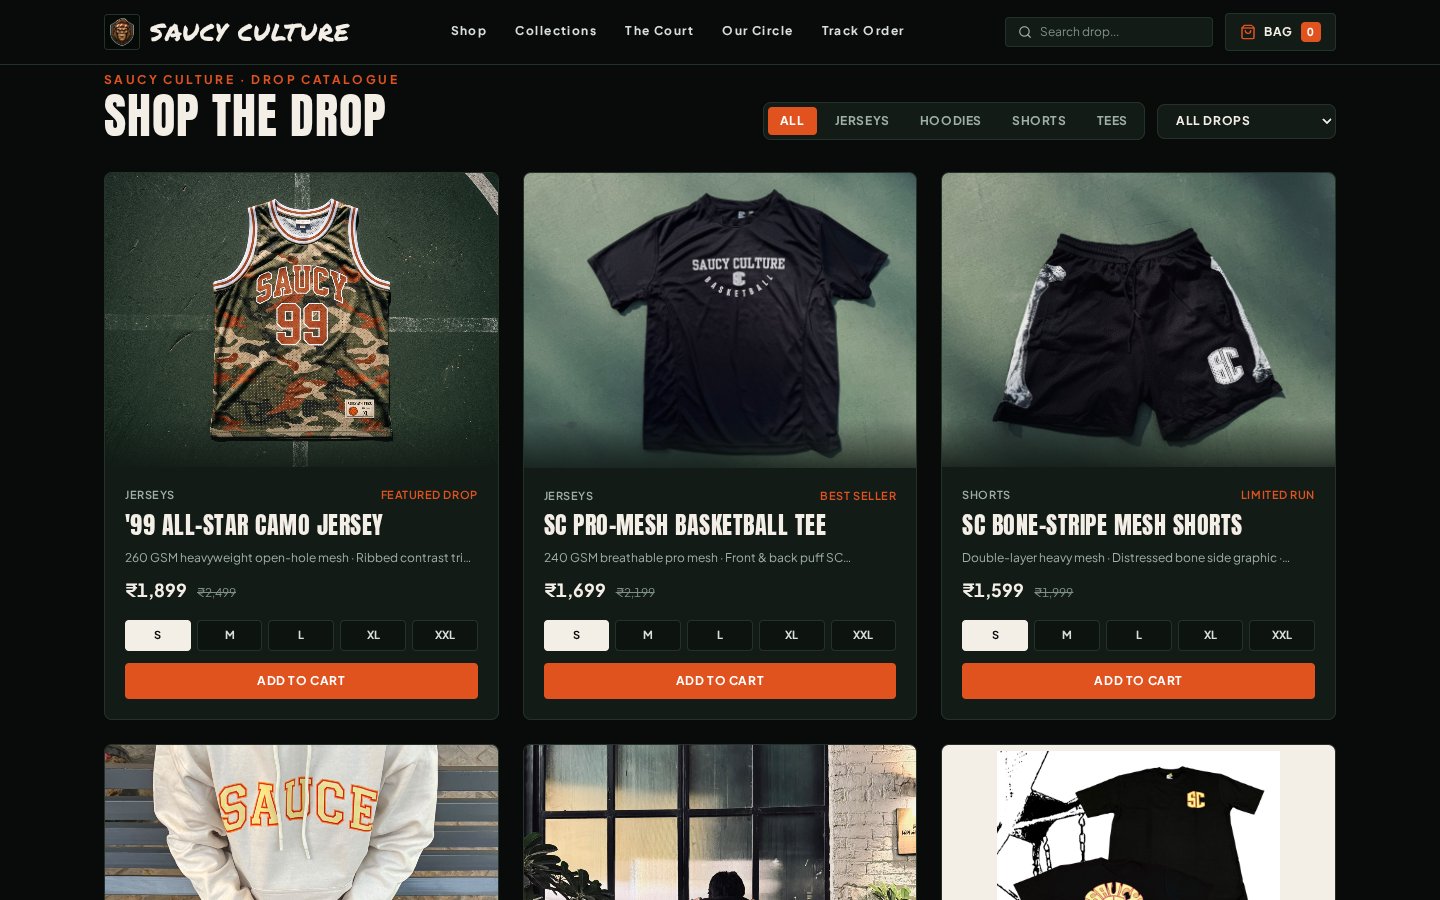 SAUCY CULTURE
Shop
Collections
The Court
Our Circle
Track Order
Search drop...
BAG 0
SAUCY CULTURE · DROP CATALOGUE
SHOP THE DROP
ALL
JERSEYS
HOODIES
SHORTS
TEES
ALL DROPS
SAUCY
99
SAUCY CULTURE
SC
BASKETBALL
SC
JERSEYS
FEATURED DROP
'99 ALL-STAR CAMO JERSEY
260 GSM heavyweight open-hole mesh · Ribbed contrast tri...
₹1,899 ₹2,499
S M L XL XXL
ADD TO CART
JERSEYS
BEST SELLER
SC PRO-MESH BASKETBALL TEE
240 GSM breathable pro mesh · Front & back puff SC...
₹1,699 ₹2,199
S M L XL XXL
ADD TO CART
SHORTS
LIMITED RUN
SC BONE-STRIPE MESH SHORTS
Double-layer heavy mesh · Distressed bone side graphic ·...
₹1,599 ₹1,999
S M L XL XXL
ADD TO CART
SAUCE
SC
SAUCY